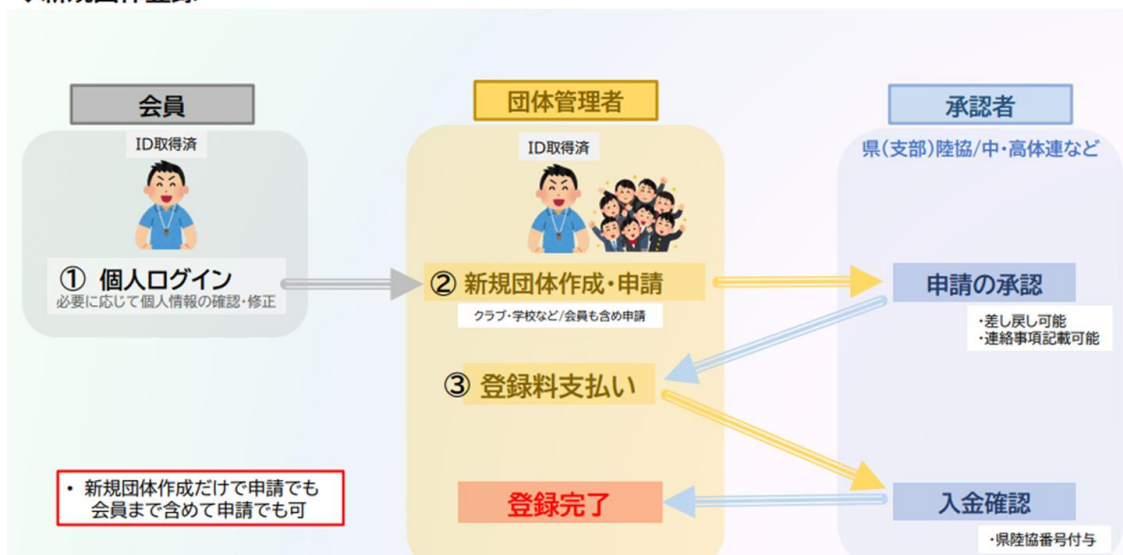 会員
ID取得済
① 個人ログイン
必要に応じて個人情報の確認・修正
団体管理者
ID取得済
② 新規団体作成・申請
クラブ・学校など/会員も含め申請
③ 登録料支払い
登録完了
承認者
県(支部)陸協/中・高体連など
申請の承認
・差し戻し可能
・連絡事項記載可能
入金確認
・県陸協番号付与
・ 新規団体作成だけで申請でも
会員まで含めて申請でも可